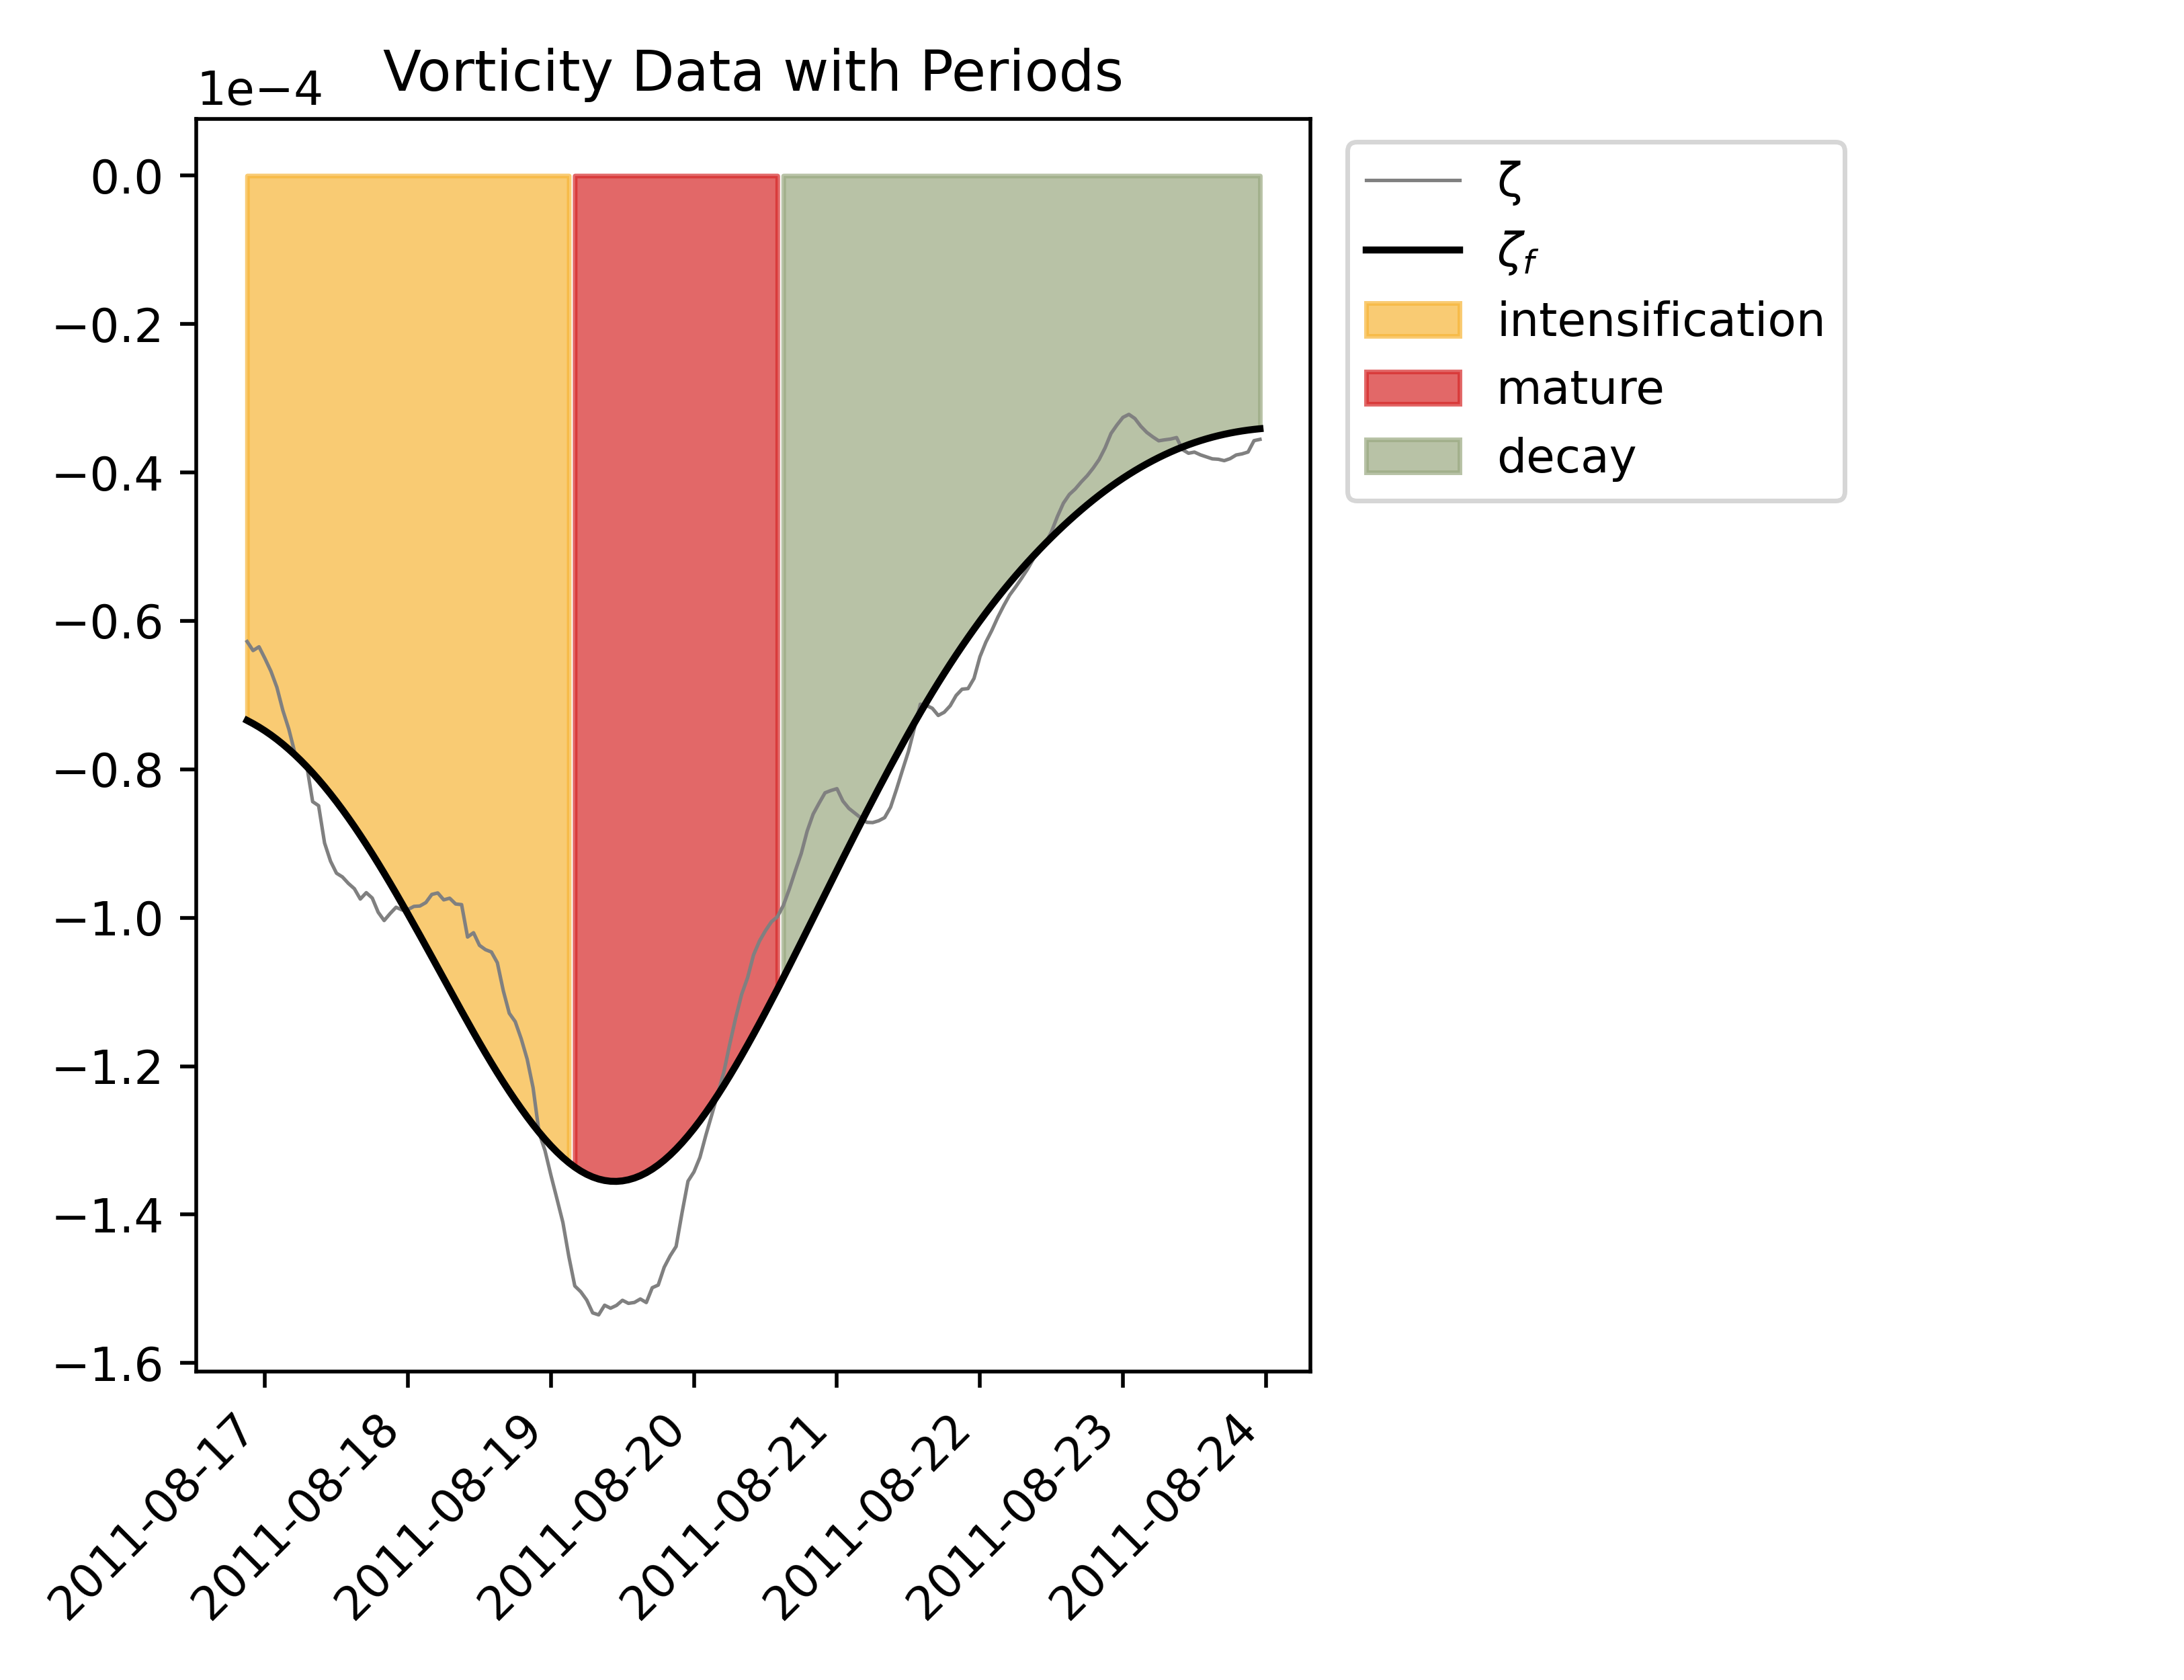 Vorticity Data with Periods
1e−4
0.0
−0.2
−0.4
−0.6
−0.8
−1.0
−1.2
−1.4
−1.6
2011-08-17
2011-08-18
2011-08-19
2011-08-20
2011-08-21
2011-08-22
2011-08-23
2011-08-24
ζ
ζf
intensification
mature
decay